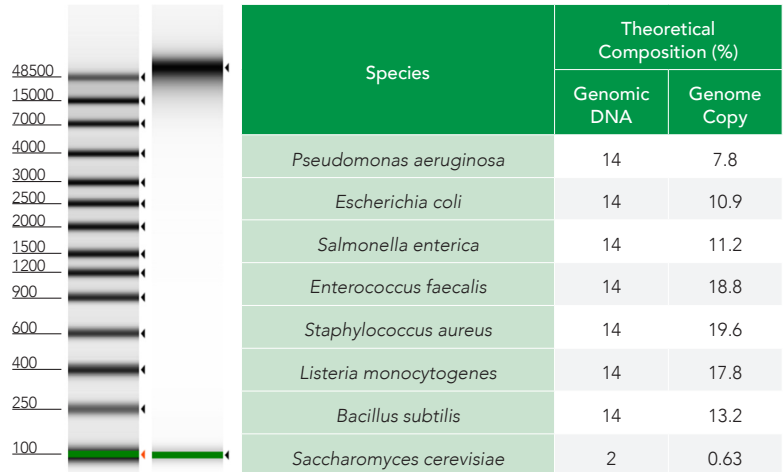 48500
15000
7000
4000
3000
2500
2000
1500
1200
900
600
400
250
100
Species
Theoretical
Composition (%)
Genomic
DNA
Genome
Copy
Pseudomonas aeruginosa 14 7.8
Escherichia coli 14 10.9
Salmonella enterica 14 11.2
Enterococcus faecalis 14 18.8
Staphylococcus aureus 14 19.6
Listeria monocytogenes 14 17.8
Bacillus subtilis 14 13.2
Saccharomyces cerevisiae 2 0.63